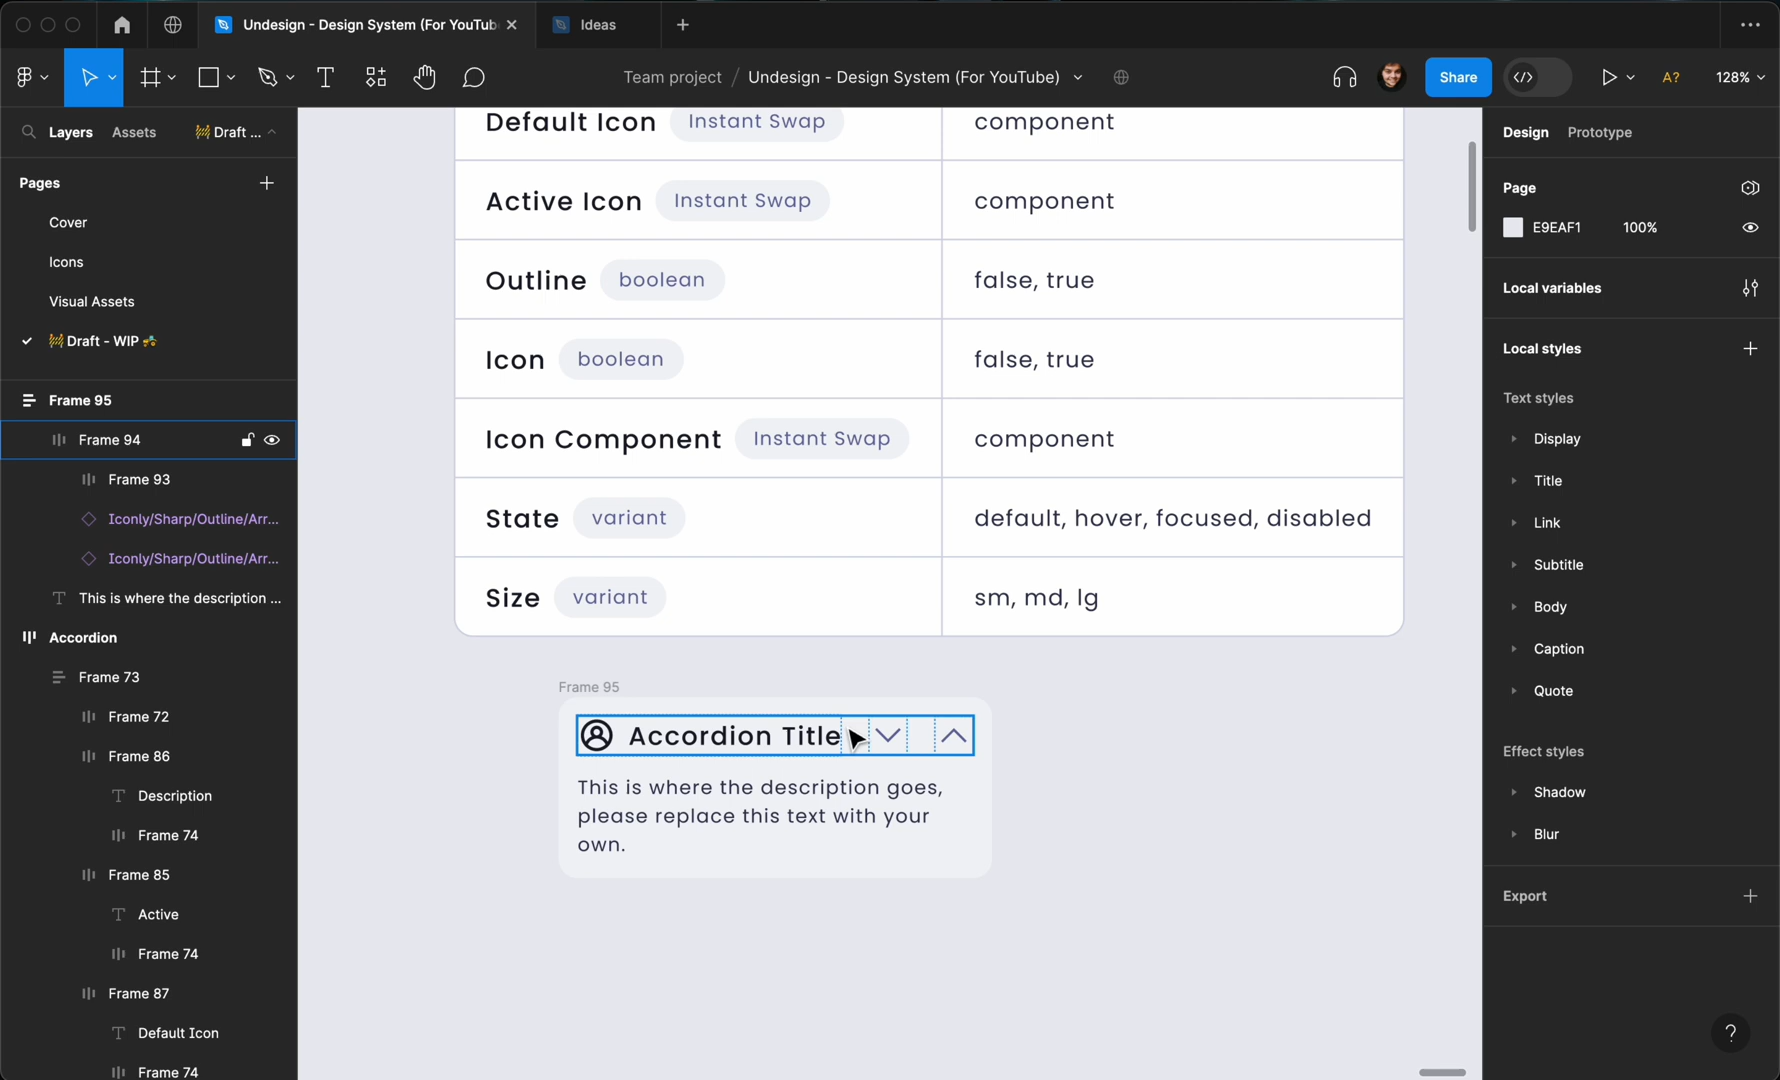 Undesign - Design System (For YouTub
Ideas
Team project / Undesign - Design System (For YouTube)
Share
A?
128%
Layers
Assets
🚧 Draft ...
Pages
Cover
Icons
Visual Assets
🚧 Draft - WIP 🚜
Frame 95
Frame 94
Frame 93
Iconly/Sharp/Outline/Arr...
Iconly/Sharp/Outline/Arr...
This is where the description ...
Accordion
Frame 73
Frame 72
Frame 86
Description
Frame 74
Frame 85
Active
Frame 74
Frame 87
Default Icon
Frame 74
Default Icon Instant Swap component
Active Icon Instant Swap component
Outline boolean false, true
Icon boolean false, true
Icon Component Instant Swap component
State variant default, hover, focused, disabled
Size variant sm, md, lg
Frame 95
Accordion Title
This is where the description goes,
please replace this text with your
own.
Design
Prototype
Page
E9EAF1 100%
Local variables
Local styles
Text styles
Display
Title
Link
Subtitle
Body
Caption
Quote
Effect styles
Shadow
Blur
Export
?